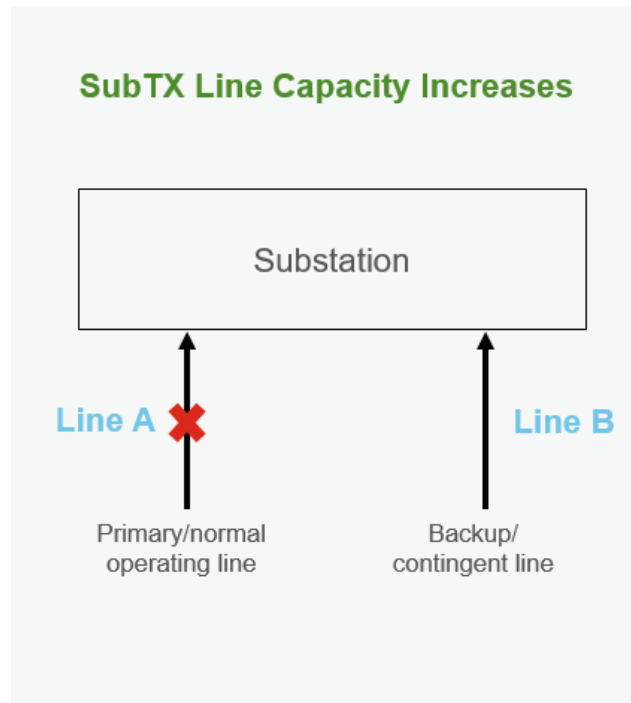 SubTX Line Capacity Increases
Substation
Line A
Line B
Primary/normal
operating line
Backup/
contingent line